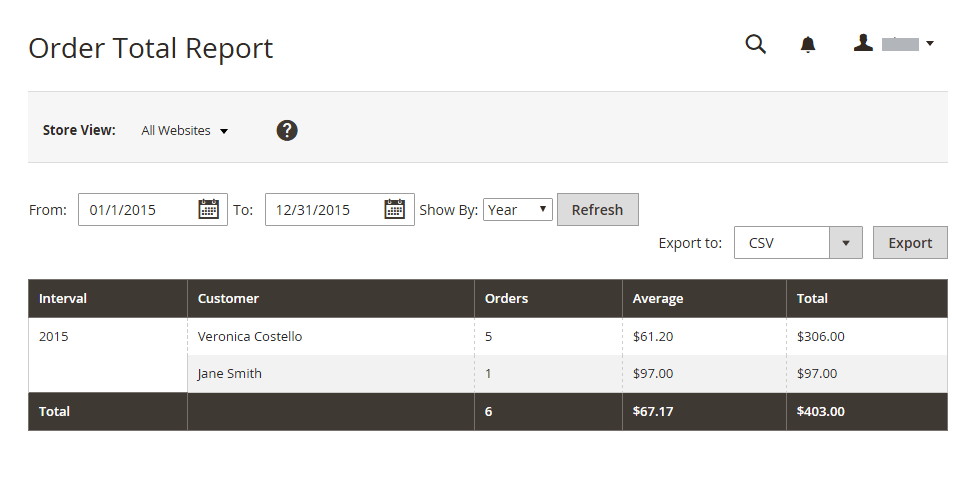 Order Total Report
Store View: All Websites
From: 01/1/2015 To: 12/31/2015 Show By: Year Refresh
Export to: CSV Export
Interval Customer Orders Average Total
2015 Veronica Costello 5 $61.20 $306.00
Jane Smith 1 $97.00 $97.00
Total 6 $67.17 $403.00